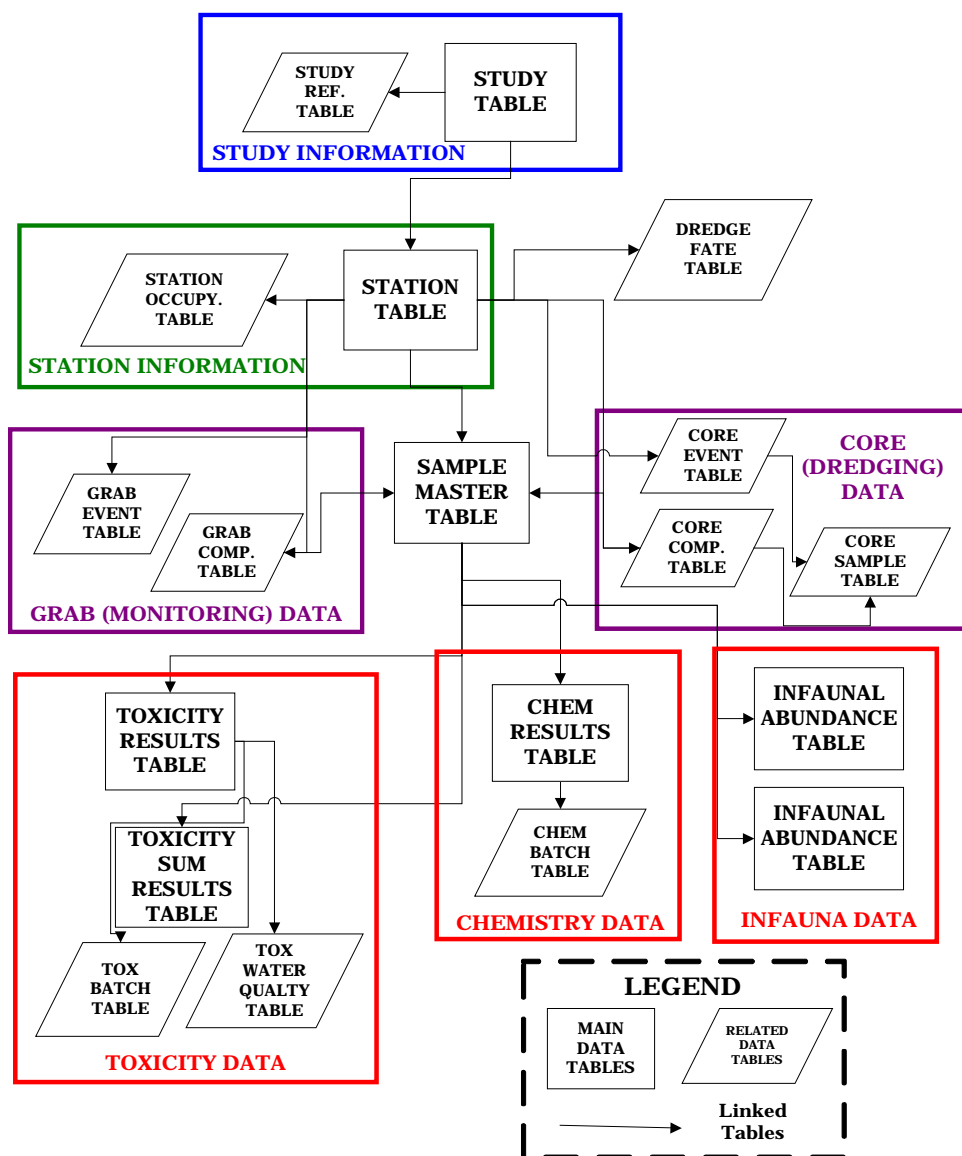 STUDY
REF.
TABLE
STUDY
TABLE
STUDY INFORMATION
DREDGE
FATE
TABLE
STATION
OCCUPY.
TABLE
STATION
TABLE
STATION INFORMATION
GRAB
EVENT
TABLE
GRAB
COMP.
TABLE
GRAB (MONITORING) DATA
SAMPLE
MASTER
TABLE
CORE
EVENT
TABLE
CORE
(DREDGING)
DATA
CORE
COMP.
TABLE
CORE
SAMPLE
TABLE
TOXICITY
RESULTS
TABLE
TOXICITY
SUM
RESULTS
TABLE
TOX
BATCH
TABLE
TOX
WATER
QUALTY
TABLE
TOXICITY DATA
CHEM
RESULTS
TABLE
CHEM
BATCH
TABLE
CHEMISTRY DATA
INFAUNAL
ABUNDANCE
TABLE
INFAUNAL
ABUNDANCE
TABLE
INFAUNA DATA
LEGEND
MAIN
DATA
TABLES
RELATED
DATA
TABLES
Linked
Tables